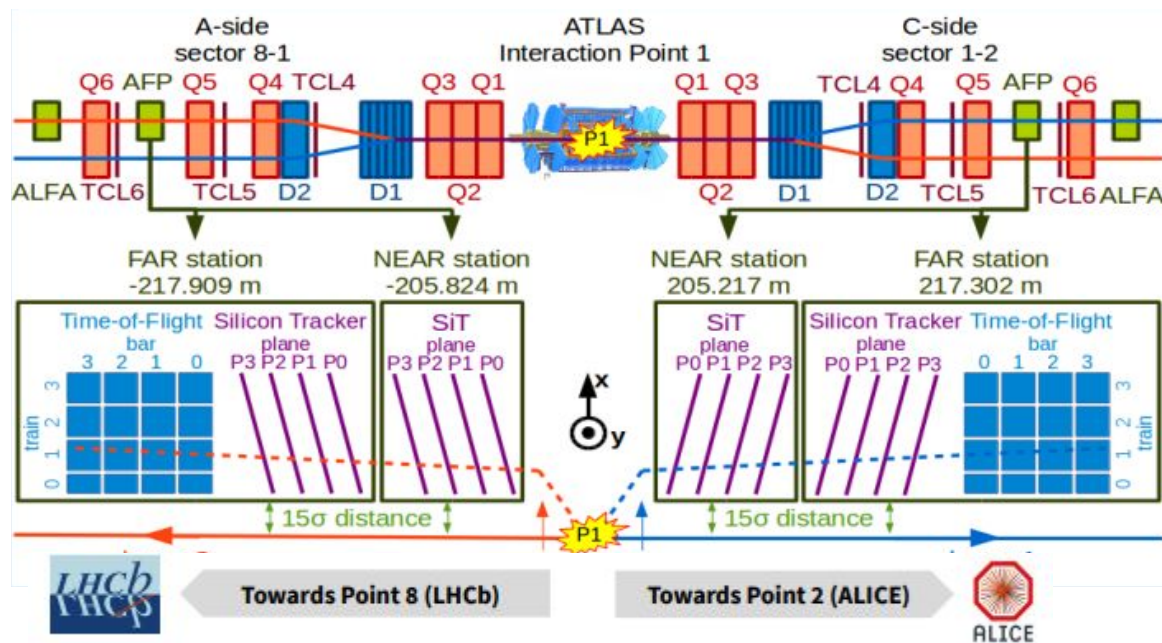 A-side
sector 8-1
ATLAS
Interaction Point 1
C-side
sector 1-2
Q6 AFP Q5 Q4 TCL4 Q3 Q1 Q1 Q3 TCL4 Q4 Q5 AFP Q6
P1
ALFA TCL6 TCL5 D2 D1 Q2 Q2 D1 D2 TCL5 TCL6 ALFA
FAR station
-217.909 m
NEAR station
-205.824 m
NEAR station
205.217 m
FAR station
217.302 m
Time-of-Flight
bar
3 2 1 0
train
3
2
1
0
Silicon Tracker
plane
P3 P2 P1 P0
SiT
plane
P3 P2 P1 P0
x
y
SiT
plane
P0 P1 P2 P3
Silicon Tracker
plane
P0 P1 P2 P3
Time-of-Flight
bar
0 1 2 3
3
2
1
0
train
15σ distance
P1
15σ distance
LHCb
Towards Point 8 (LHCb)
Towards Point 2 (ALICE)
ALICE